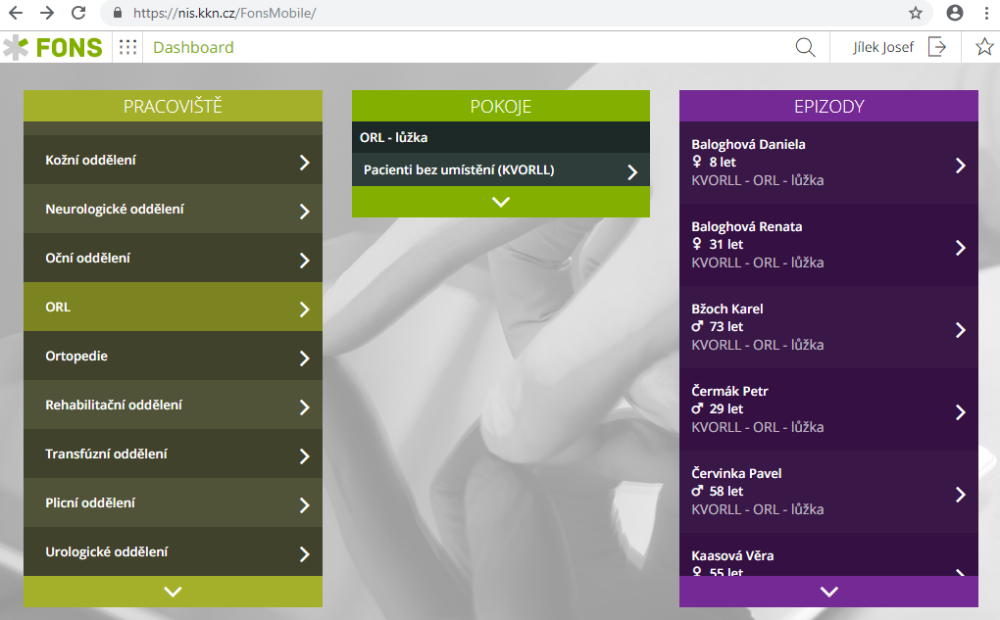 https://nis.kkn.cz/FonsMobile/
FONS
Dashboard
Jílek Josef
PRACOVIŠTĚ
Kožní oddělení
Neurologické oddělení
Oční oddělení
ORL
Ortopedie
Rehabilitační oddělení
Transfúzní oddělení
Plicní oddělení
Urologické oddělení
POKOJE
ORL - lůžka
Pacienti bez umístění (KVORLL)
EPIZODY
Baloghová Daniela
8 let
KVORLL - ORL - lůžka
Baloghová Renata
31 let
KVORLL - ORL - lůžka
Bžoch Karel
73 let
KVORLL - ORL - lůžka
Čermák Petr
29 let
KVORLL - ORL - lůžka
Červinka Pavel
58 let
KVORLL - ORL - lůžka
Kaasová Věra
55 let